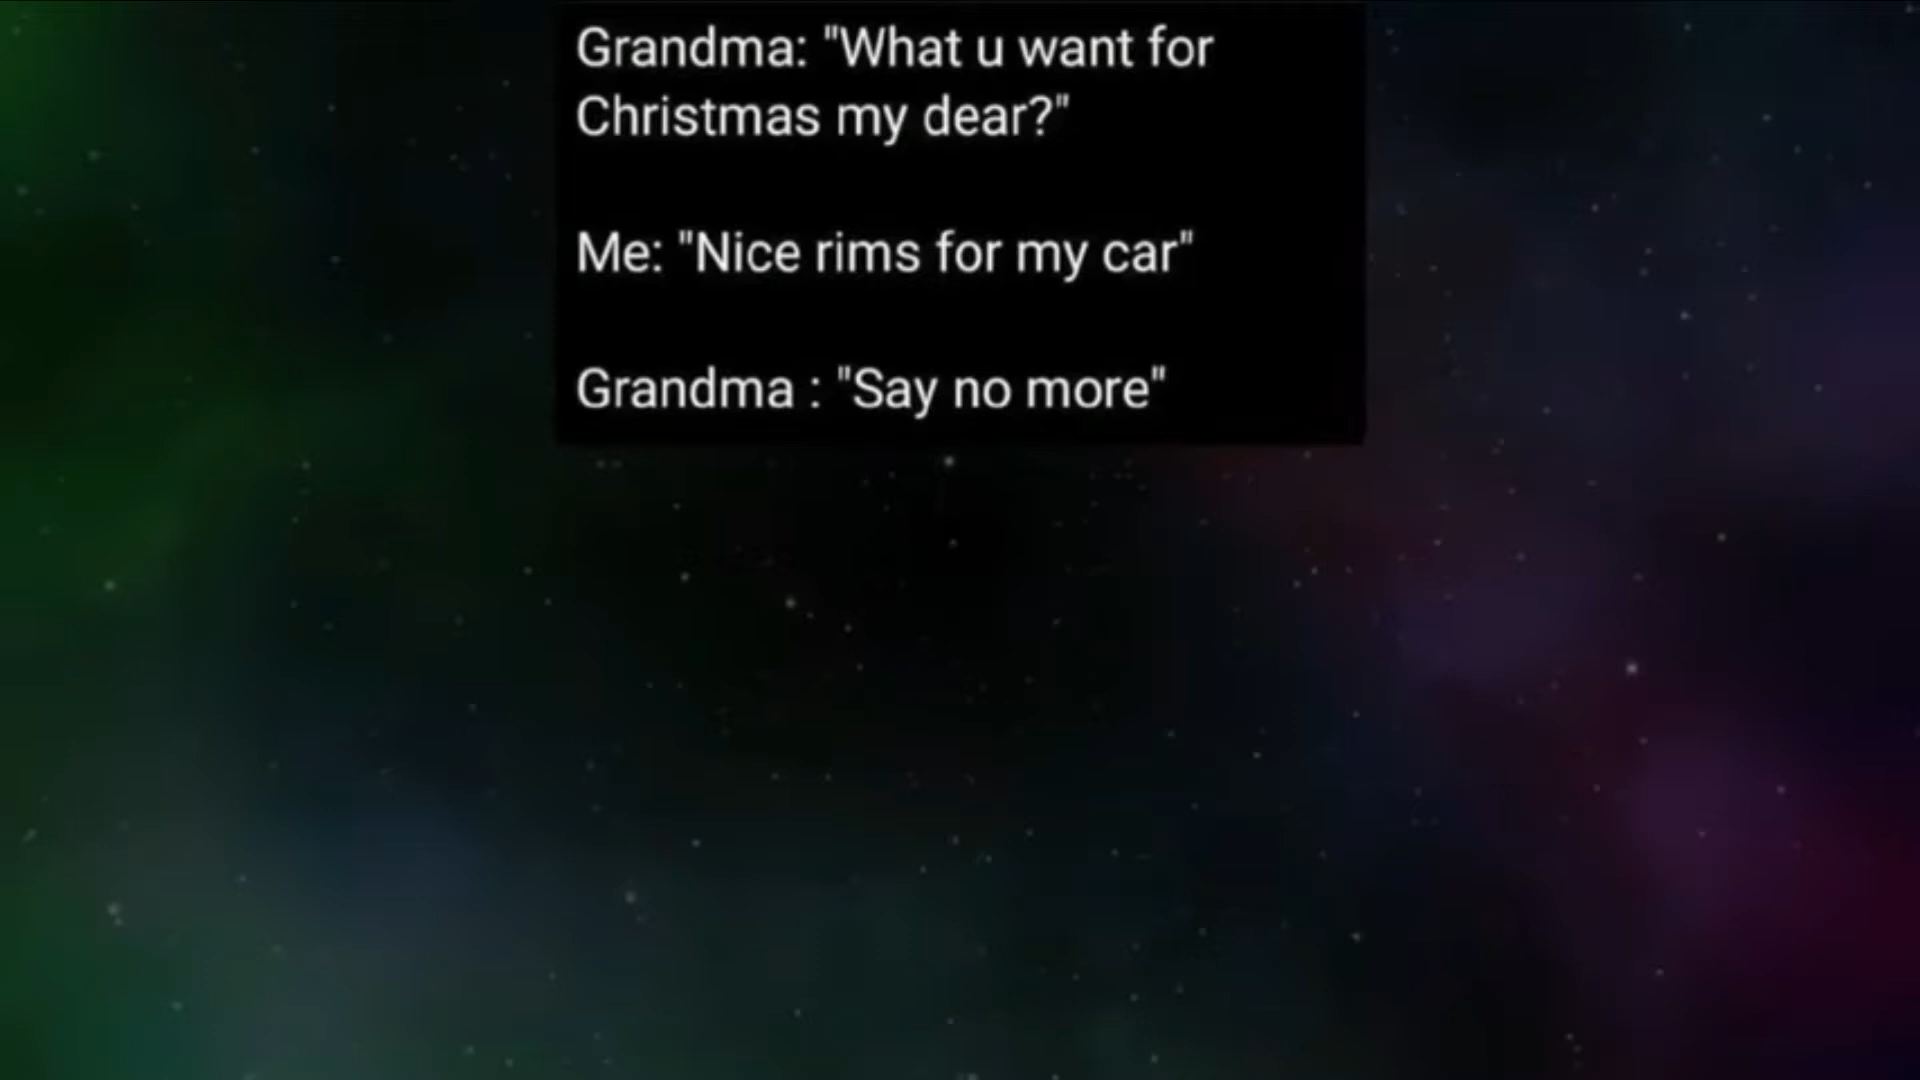 Grandma: "What u want for
Christmas my dear?"
Me: "Nice rims for my car"
Grandma : "Say no more"